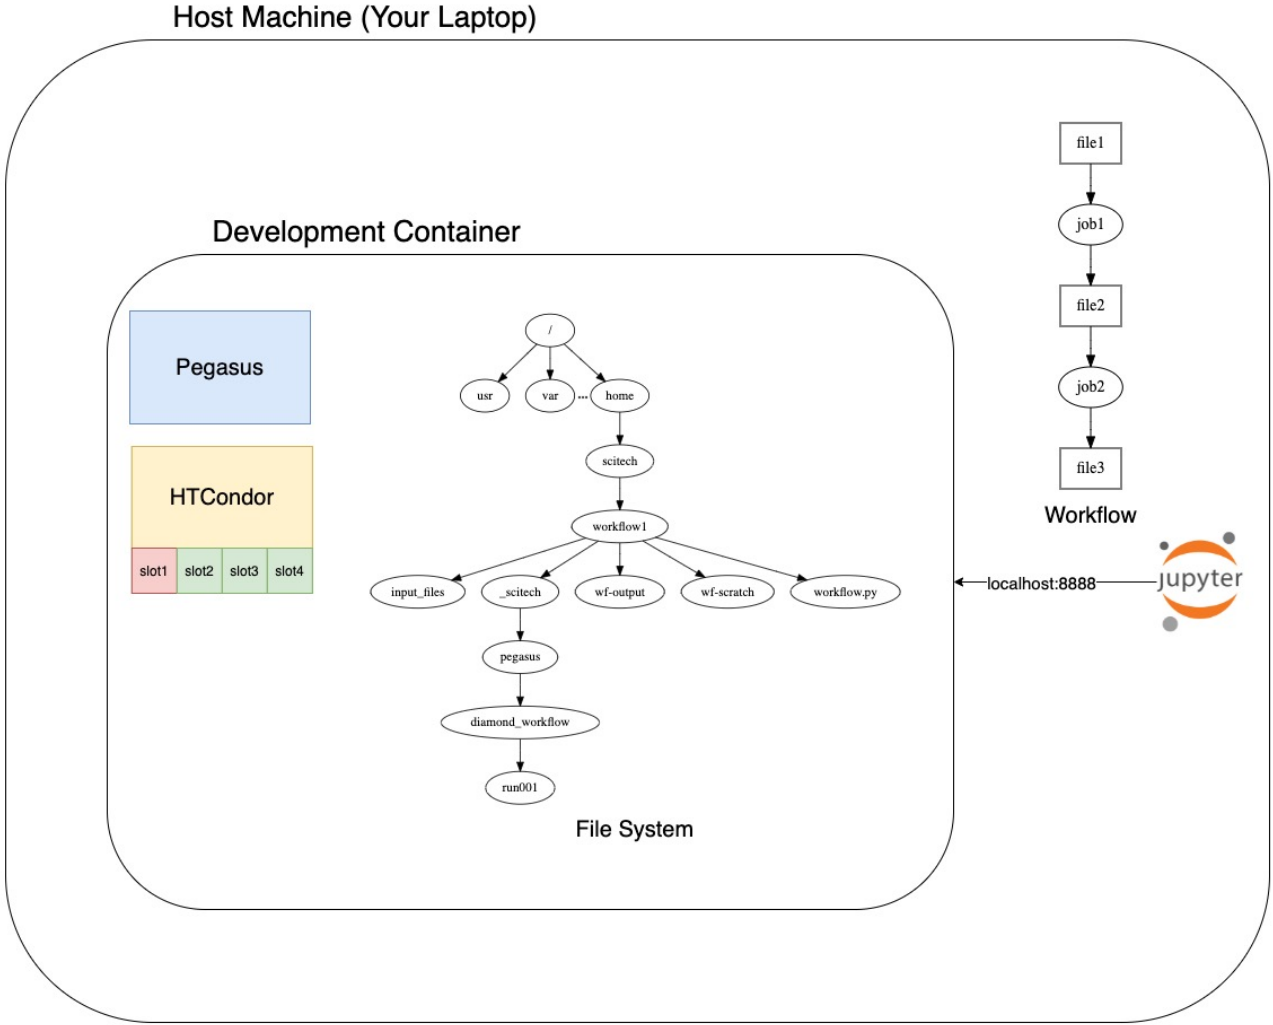 Host Machine (Your Laptop)
file1
job1
file2
job2
file3
Workflow
Development Container
Pegasus
HTCondor
slot1 slot2 slot3 slot4
/
usr var ... home
scitech
workflow1
input_files _scitech wf-output wf-scratch workflow.py
pegasus
diamond_workflow
run001
File System
localhost:8888
jupyter